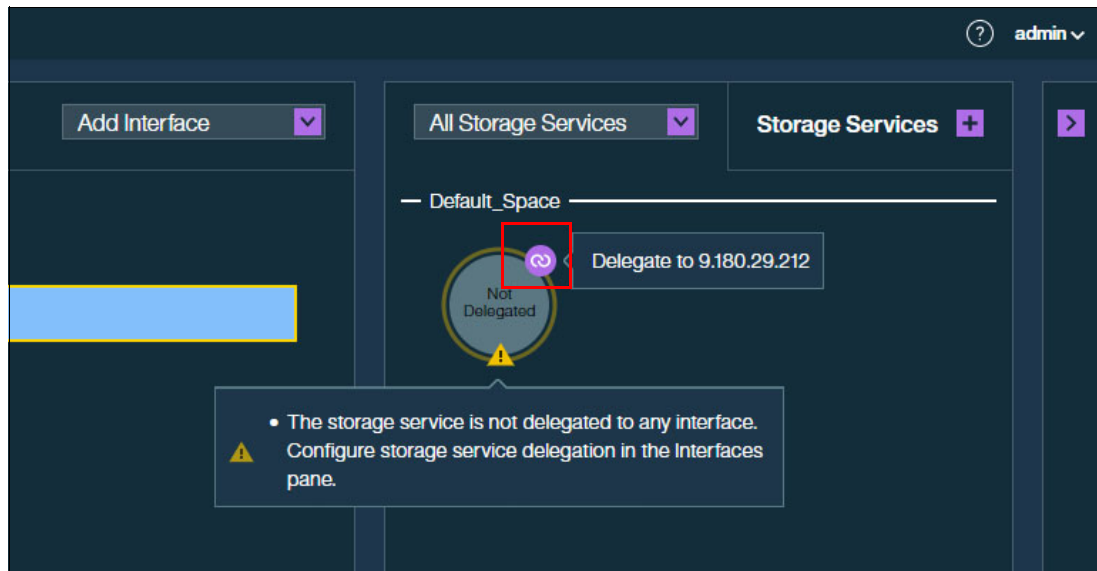 ? admin
Add Interface
All Storage Services
Storage Services +
Default_Space
Delegate to 9.180.29.212
Not
Delegated
• The storage service is not delegated to any interface.
Configure storage service delegation in the Interfaces
pane.